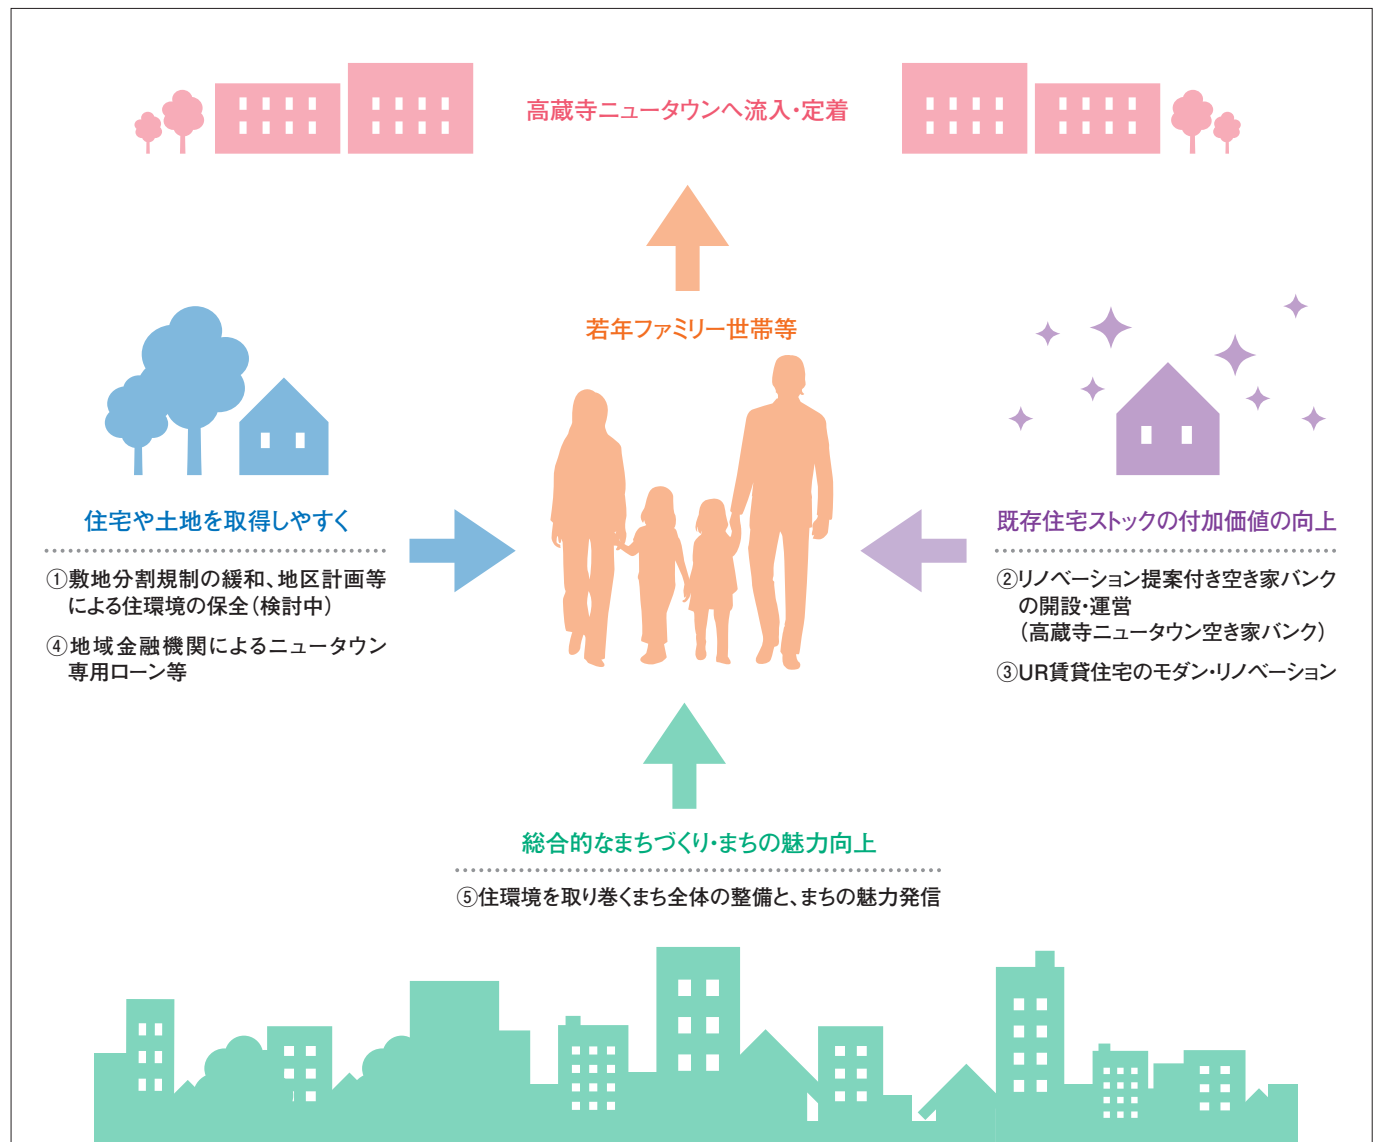 高蔵寺ニュータウンへ流入・定着
若年ファミリー世帯等
住宅や土地を取得しやすく
①敷地分割規制の緩和、地区計画等
による住環境の保全（検討中）
④地域金融機関によるニュータウン
専用ローン等
既存住宅ストックの付加価値の向上
②リノベーション提案付き空き家バンク
の開設・運営
（高蔵寺ニュータウン空き家バンク）
③UR賃貸住宅のモダン・リノベーション
総合的なまちづくり・まちの魅力向上
⑤住環境を取り巻くまち全体の整備と、まちの魅力発信